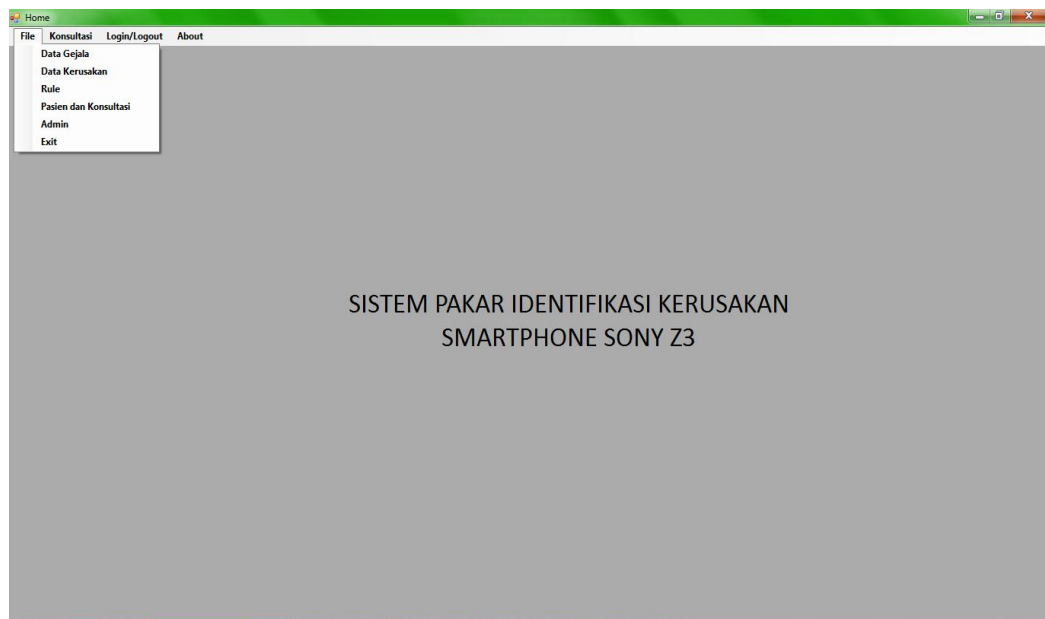 Home
File Konsultasi Login/Logout About
Data Gejala
Data Kerusakan
Rule
Pasien dan Konsultasi
Admin
Exit
SISTEM PAKAR IDENTIFIKASI KERUSAKAN
SMARTPHONE SONY Z3